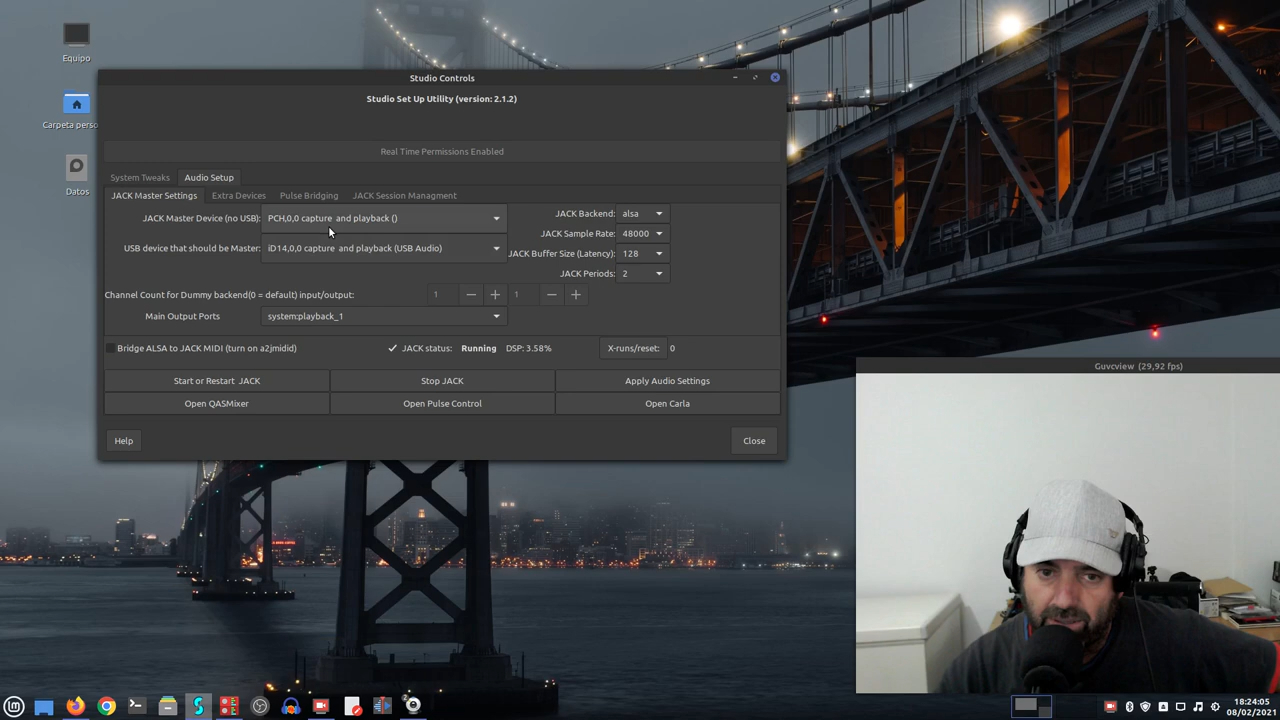 Equipo
Carpeta perso
Datos
Studio Controls
Studio Set Up Utility (version: 2.1.2)
Real Time Permissions Enabled
System Tweaks
Audio Setup
JACK Master Settings
Extra Devices
Pulse Bridging
JACK Session Managment
JACK Master Device (no USB):
PCH,0,0 capture and playback ()
JACK Backend:
alsa
JACK Sample Rate:
48000
USB device that should be Master:
iD14,0,0 capture and playback (USB Audio)
JACK Buffer Size (Latency):
128
JACK Periods:
2
Channel Count for Dummy backend(0 = default) input/output:
1
1
Main Output Ports
system:playback_1
Bridge ALSA to JACK MIDI (turn on a2jmidid)
JACK status:
Running
DSP: 3.58%
X-runs/reset:
0
Start or Restart JACK
Stop JACK
Apply Audio Settings
Open QASMixer
Open Pulse Control
Open Carla
Help
Close
Guvcview (29,92 fps)
2
18:24:05
08/02/2021